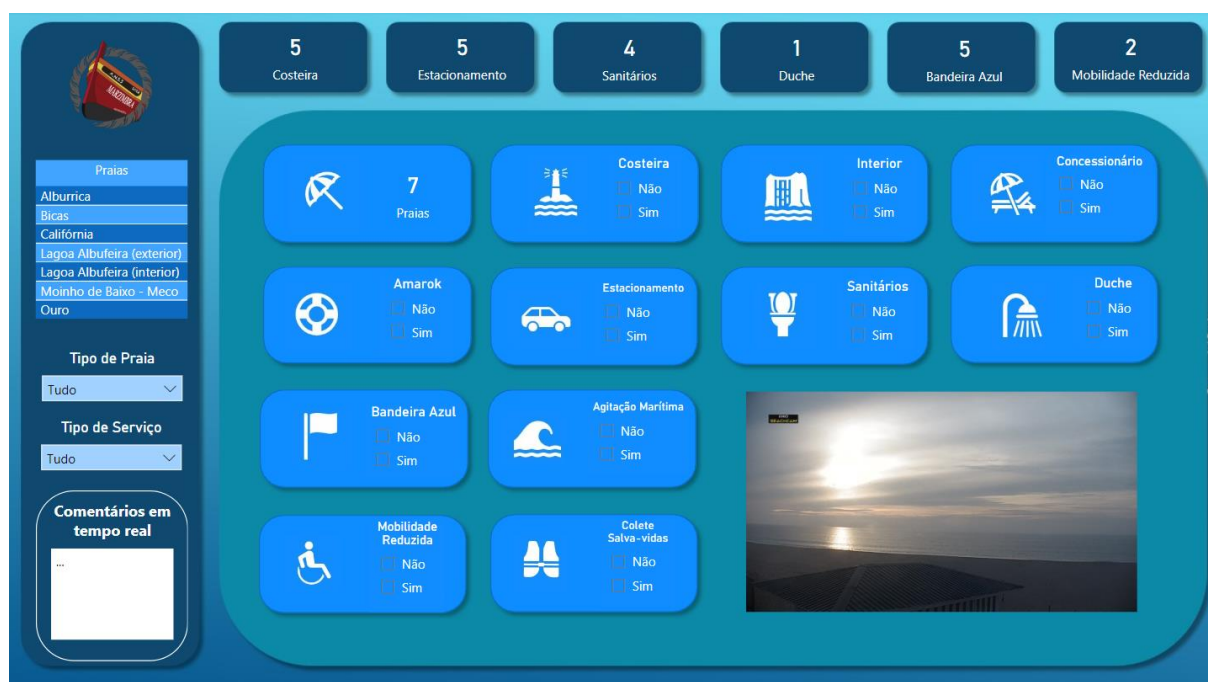 MARZIMBRA
5
Costeira
5
Estacionamento
4
Sanitários
1
Duche
5
Bandeira Azul
2
Mobilidade Reduzida
Praias
Alburrica
Bicas
Califórnia
Lagoa Albufeira (exterior)
Lagoa Albufeira (interior)
Moinho de Baixo - Meco
Ouro
Tipo de Praia
Tudo
Tipo de Serviço
Tudo
Comentários em
tempo real
...
7
Praias
Costeira
Não
Sim
Interior
Não
Sim
Concessionário
Não
Sim
Amarok
Não
Sim
Estacionamento
Não
Sim
Sanitários
Não
Sim
Duche
Não
Sim
Bandeira Azul
Não
Sim
Agitação Marítima
Não
Sim
Mobilidade
Reduzida
Não
Sim
Colete
Salva-vidas
Não
Sim